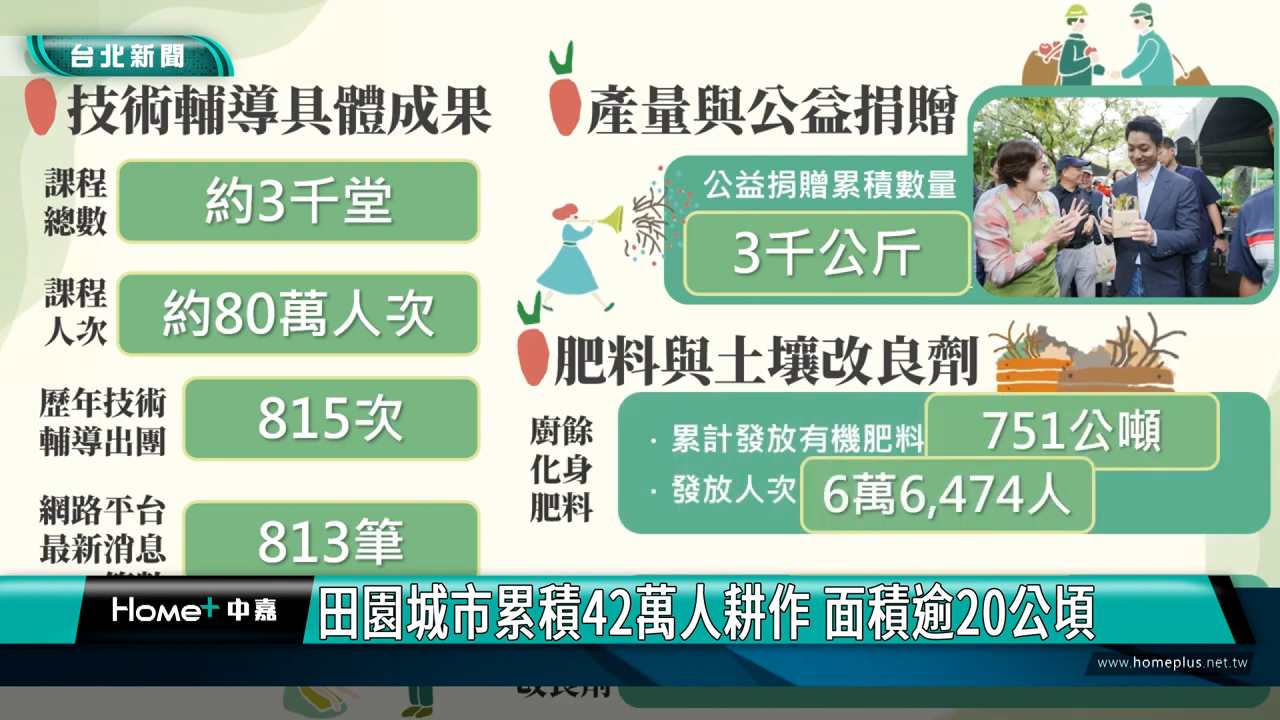 台北新聞
技術輔導具體成果
課程
總數
約3千堂
課程
人次
約80萬人次
歷年技術
輔導出團
815次
網路平台
最新消息
813筆
產量與公益捐贈
公益捐贈累積數量
3千公斤
肥料與土壤改良劑
廚餘
化身
肥料
·累計發放有機肥料
751公噸
·發放人次
6萬6,474人
Home+中嘉
田園城市累積42萬人耕作 面積逾20公頃
www.homeplus.net.tw
改良劑